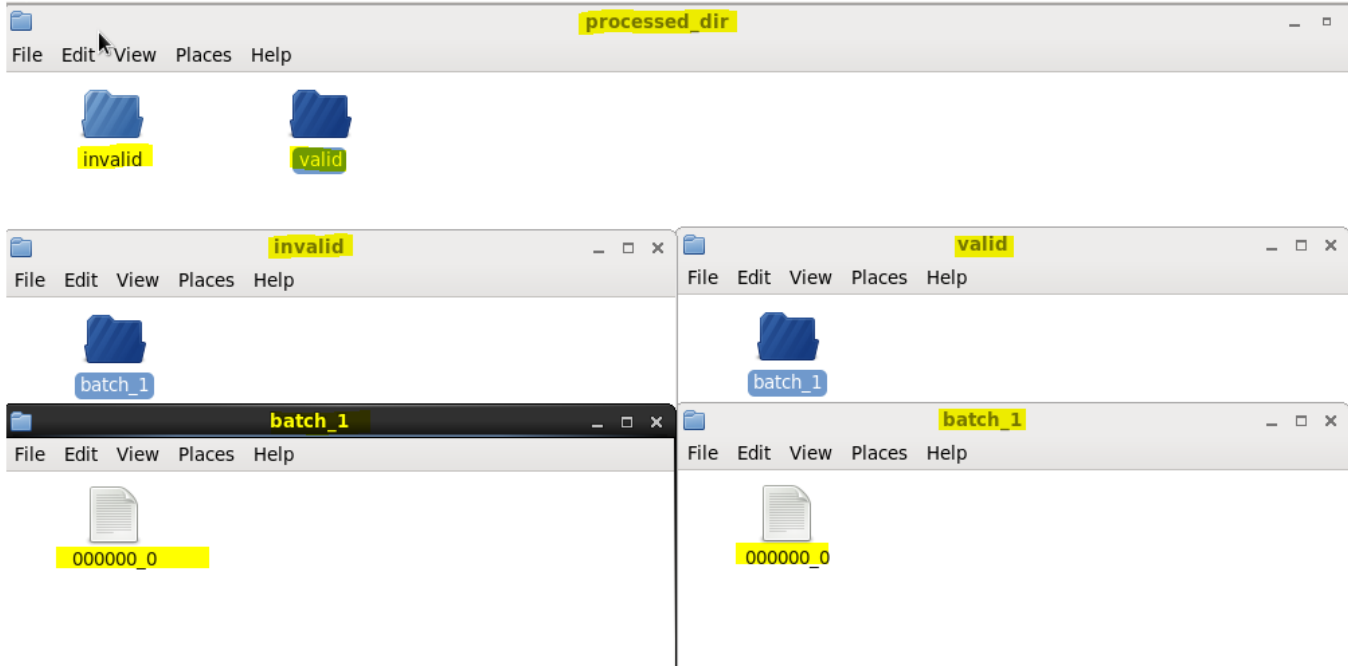 processed_dir
File Edit View Places Help
invalid valid
invalid
File Edit View Places Help
batch_1
valid
File Edit View Places Help
batch_1
batch_1
File Edit View Places Help
000000_0
batch_1
File Edit View Places Help
000000_0